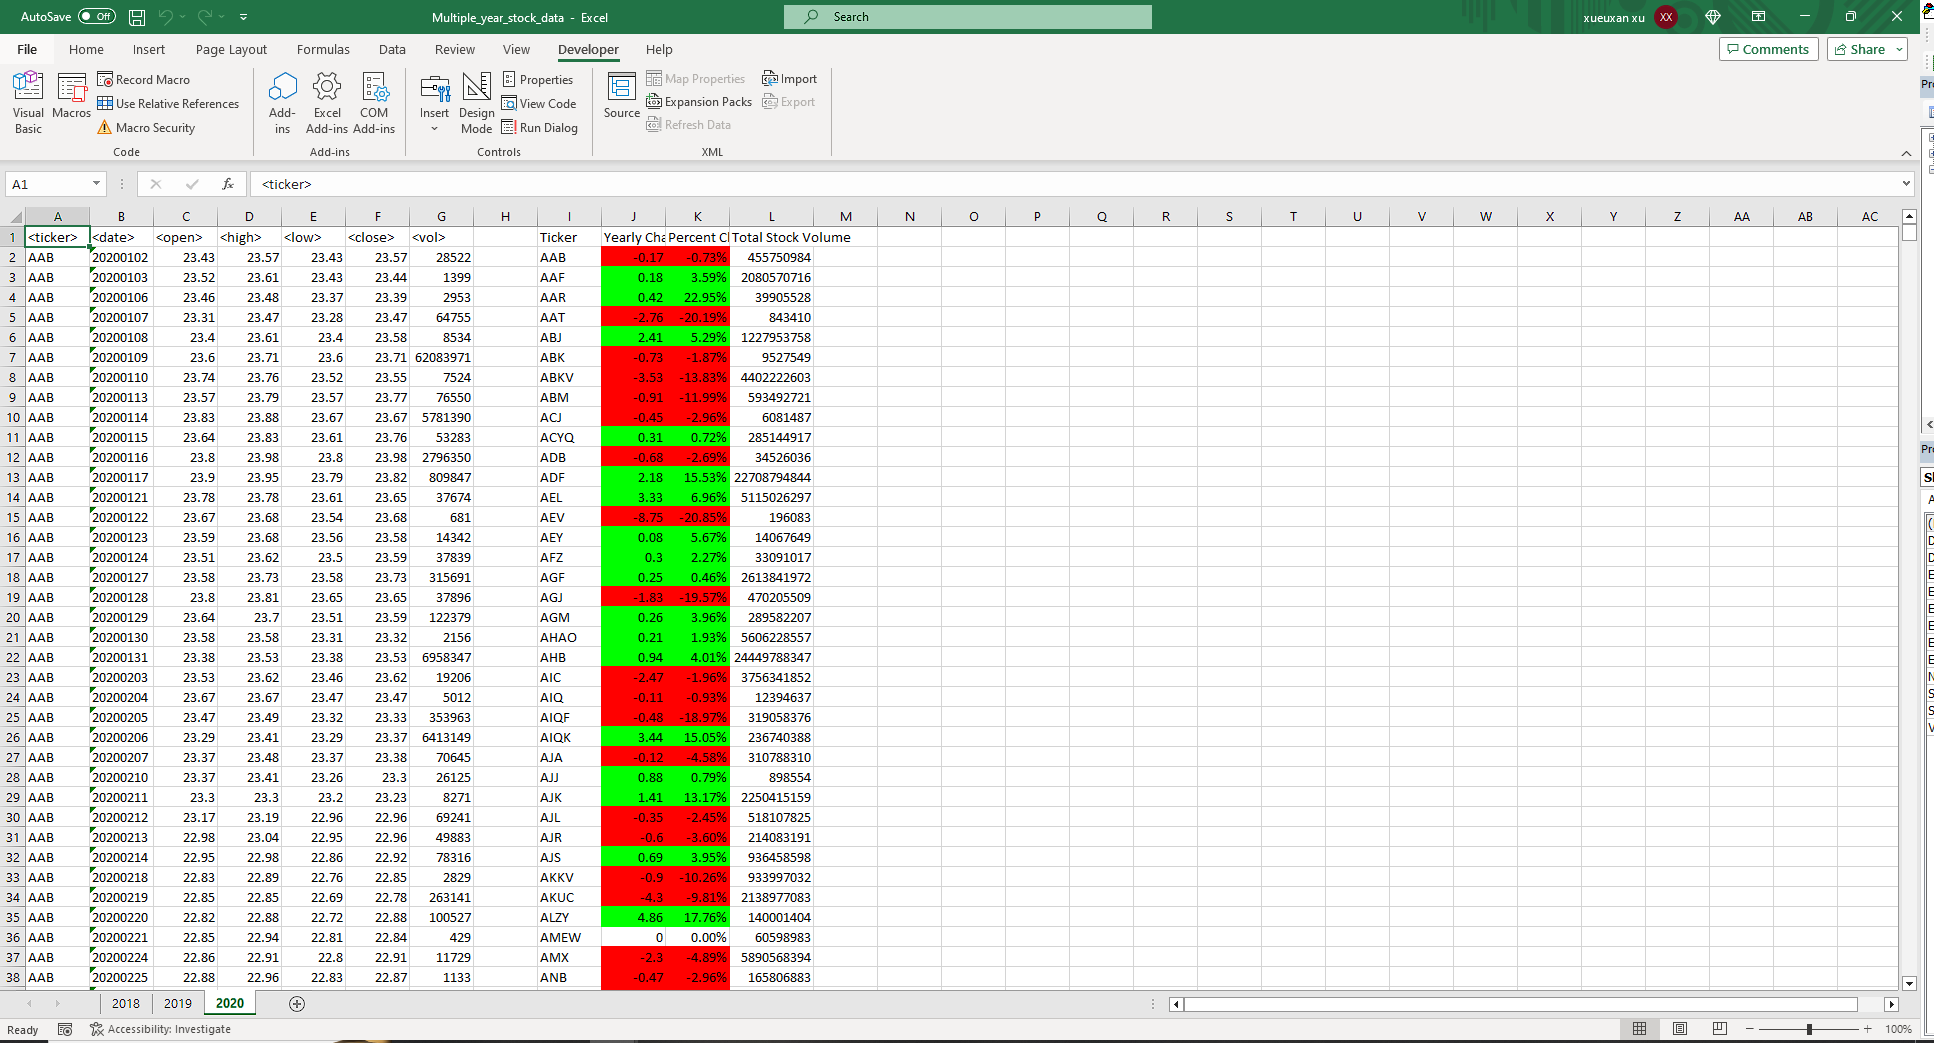 AutoSave Off Multiple_year_stock_data - Excel Search xueuxan xu XX
File Home Insert Page Layout Formulas Data Review View Developer Help Comments Share
Visual Basic
Macros
Record Macro
Use Relative References
Macro Security
Code
Add-ins
Excel Add-ins
COM Add-ins
Add-ins
Insert
Design Mode
Properties
View Code
Run Dialog
Controls
Source
Map Properties
Expansion Packs
Refresh Data
Import
Export
XML
A1 fx <ticker>
A B C D E F G H I J K L M N O P Q R S T U V W X Y Z AA AB AC
1 <ticker> <date> <open> <high> <low> <close> <vol> Ticker Yearly Cha Percent Cl Total Stock Volume
2 AAB 20200102 23.43 23.57 23.43 23.57 28522 AAB -0.17 -0.73% 455750984
3 AAB 20200103 23.52 23.61 23.43 23.44 1399 AAF 0.18 3.59% 2080570716
4 AAB 20200106 23.46 23.48 23.37 23.39 2953 AAR 0.42 22.95% 39905528
5 AAB 20200107 23.31 23.47 23.28 23.47 64755 AAT -2.76 -20.19% 843410
6 AAB 20200108 23.4 23.61 23.4 23.58 8534 ABJ 2.41 5.29% 1227953758
7 AAB 20200109 23.6 23.71 23.6 23.71 62083971 ABK -0.73 -1.87% 9527549
8 AAB 20200110 23.74 23.76 23.52 23.55 7524 ABKV -3.53 -13.83% 4402222603
9 AAB 20200113 23.57 23.79 23.57 23.77 76550 ABM -0.91 -11.99% 593492721
10 AAB 20200114 23.83 23.88 23.67 23.67 5781390 ACJ -0.45 -2.96% 6081487
11 AAB 20200115 23.64 23.83 23.61 23.76 53283 ACYQ 0.31 0.72% 285144917
12 AAB 20200116 23.8 23.98 23.8 23.98 2796350 ADB -0.68 -2.69% 34526036
13 AAB 20200117 23.9 23.95 23.79 23.82 809847 ADF 2.18 15.53% 22708794844
14 AAB 20200121 23.78 23.78 23.61 23.65 37674 AEL 3.33 6.96% 5115026297
15 AAB 20200122 23.67 23.68 23.54 23.68 681 AEV -8.75 -20.85% 196083
16 AAB 20200123 23.59 23.68 23.56 23.58 14342 AEY 0.08 5.67% 14067649
17 AAB 20200124 23.51 23.62 23.5 23.59 37839 AFZ 0.3 2.27% 33091017
18 AAB 20200127 23.58 23.73 23.58 23.73 315691 AGF 0.25 0.46% 2613841972
19 AAB 20200128 23.8 23.81 23.65 23.65 37896 AGJ -1.83 -19.57% 470205509
20 AAB 20200129 23.64 23.7 23.51 23.59 122379 AGM 0.26 3.96% 289582207
21 AAB 20200130 23.58 23.58 23.31 23.32 2156 AHAO 0.21 1.93% 5606228557
22 AAB 20200131 23.38 23.53 23.38 23.53 6958347 AHB 0.94 4.01% 24449788347
23 AAB 20200203 23.53 23.62 23.46 23.62 19206 AIC -2.47 -1.96% 3756341852
24 AAB 20200204 23.67 23.67 23.47 23.47 5012 AIQ -0.11 -0.93% 12394637
25 AAB 20200205 23.47 23.49 23.32 23.33 353963 AIQF -0.48 -18.97% 319058376
26 AAB 20200206 23.29 23.41 23.29 23.37 6413149 AIQK 3.44 15.05% 236740388
27 AAB 20200207 23.37 23.48 23.37 23.38 70645 AJA -0.12 -4.58% 310788310
28 AAB 20200210 23.37 23.41 23.26 23.3 26125 AJJ 0.88 0.79% 898554
29 AAB 20200211 23.3 23.3 23.2 23.23 8271 AJK 1.41 13.17% 2250415159
30 AAB 20200212 23.17 23.19 22.96 22.96 69241 AJL -0.35 -2.45% 518107825
31 AAB 20200213 22.98 23.04 22.95 22.96 49883 AJR -0.6 -3.60% 214083191
32 AAB 20200214 22.95 22.98 22.86 22.92 78316 AJS 0.69 3.95% 936458598
33 AAB 20200218 22.83 22.89 22.76 22.85 2829 AKKV -0.9 -10.26% 933997032
34 AAB 20200219 22.85 22.85 22.69 22.78 263141 AKUC -4.3 -9.81% 2138977083
35 AAB 20200220 22.82 22.88 22.72 22.88 100527 ALZY 4.86 17.76% 140001404
36 AAB 20200221 22.85 22.94 22.81 22.84 429 AMEW 0 0.00% 60598983
37 AAB 20200224 22.86 22.91 22.8 22.91 11729 AMX -2.3 -4.89% 5890568394
38 AAB 20200225 22.88 22.96 22.83 22.87 1133 ANB -0.47 -2.96% 165806883
2018 2019 2020
Ready Accessibility: Investigate 100%